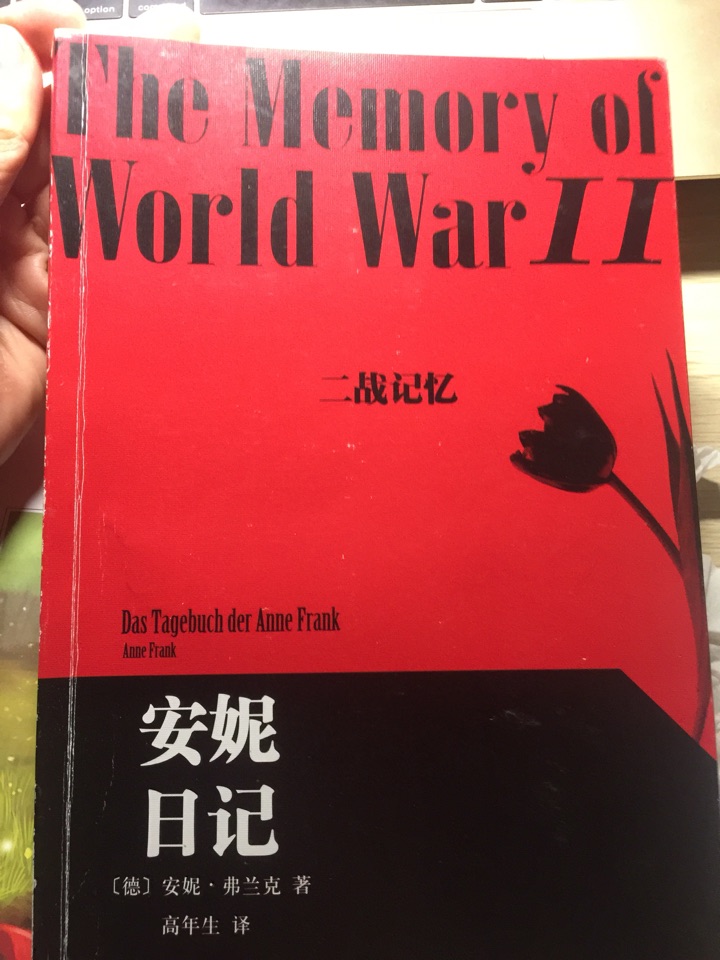 option
The Memory of
World War II
二战记忆
Das Tagebuch der Anne Frank
Anne Frank
安妮
日记
〔德〕安妮·弗兰克 著
高年生 译